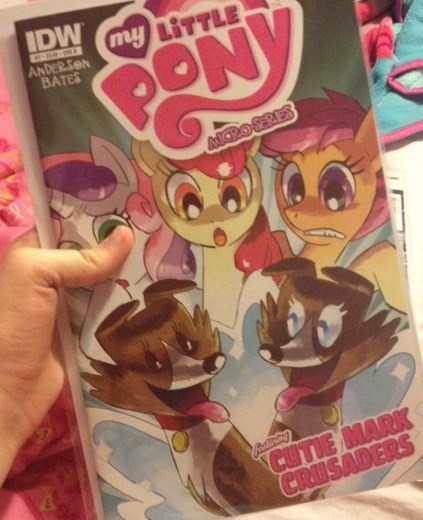 IDW
ANDERSON
BATES
my LITTLE
PONY
MICRO-SERIES
featuring
CUTIE MARK
CRUSADERS